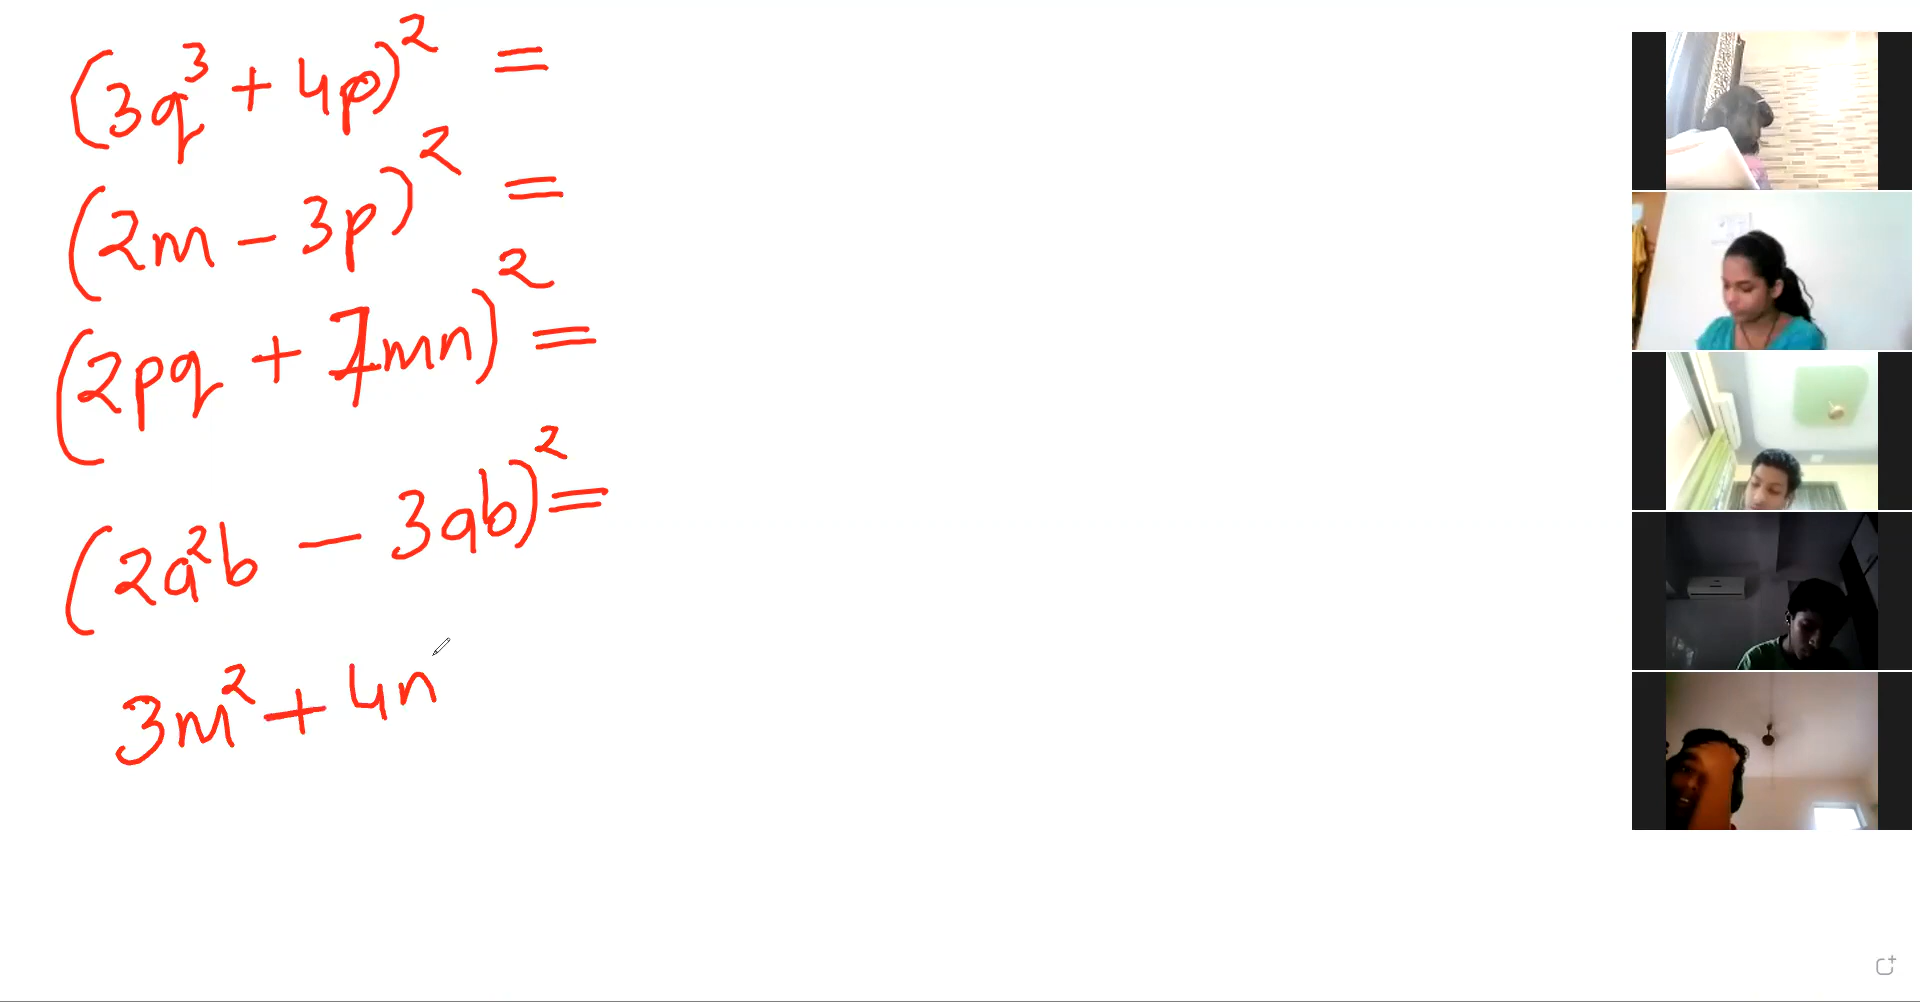 (3q³ + 4p)² =
(2m - 3p)² =
(2pq + 7mn)² =
(2a²b - 3ab)² =
3m² + 4n